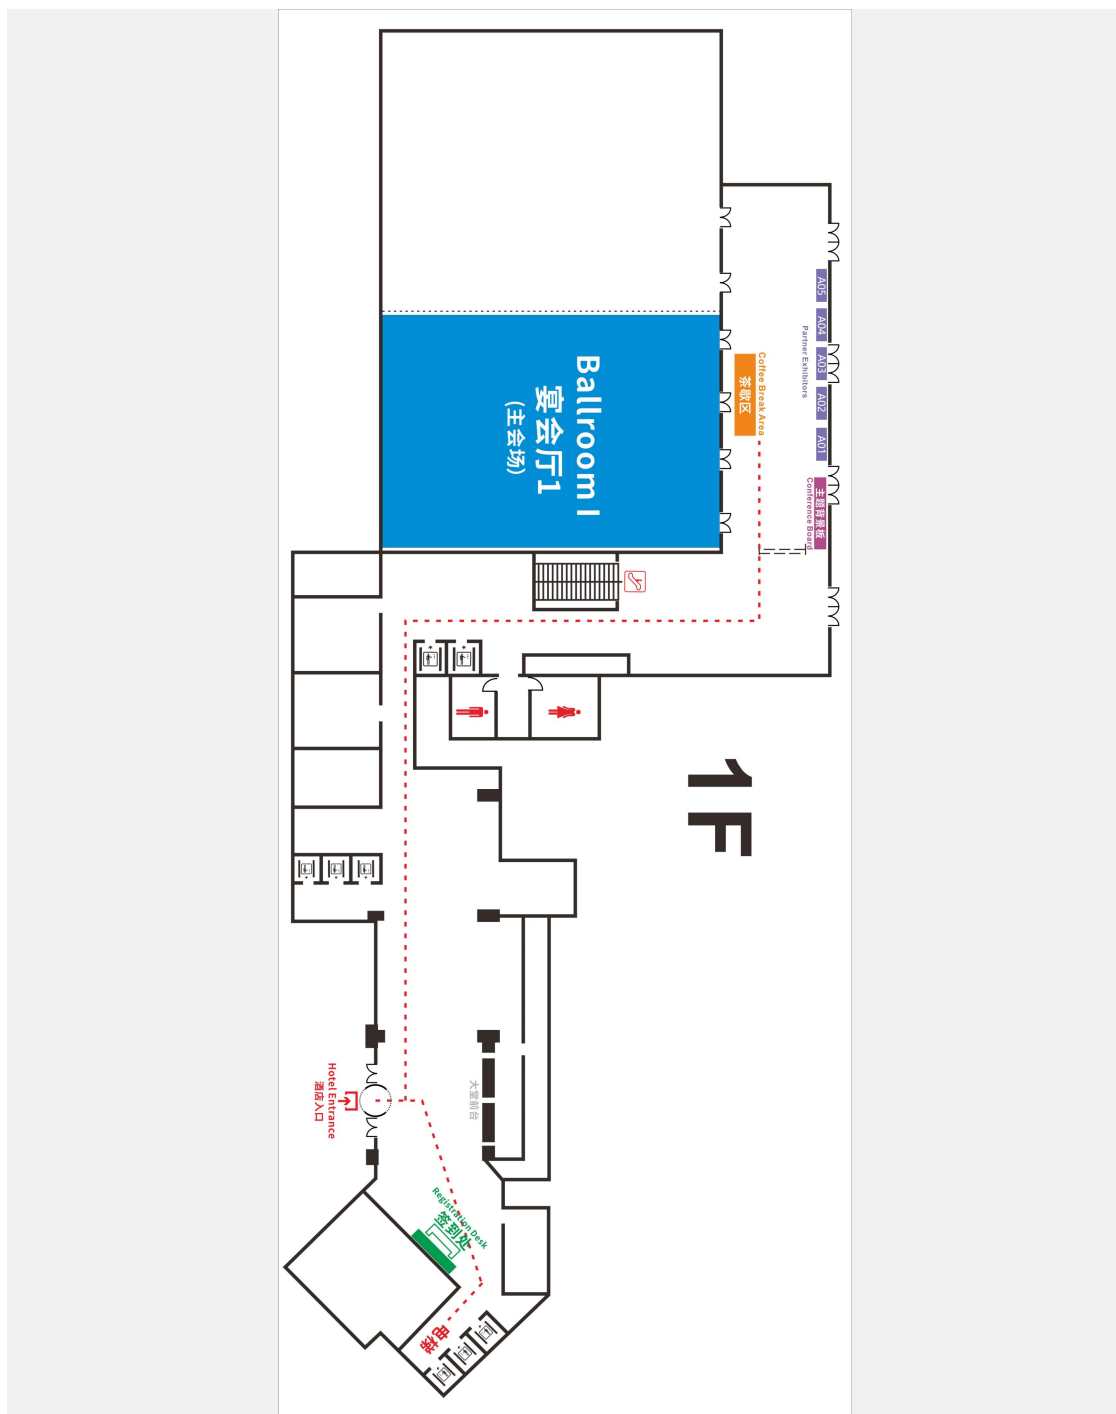 A05
A04
A03
A02
A01
Partner Exhibitors
Coffee Break Area
茶歇区
主题背景板
Conference Board
Ballroom I
宴会厅1
(主会场)
1F
Hotel Entrance
酒店入口
大堂前台
Registration Desk
签到处
电梯